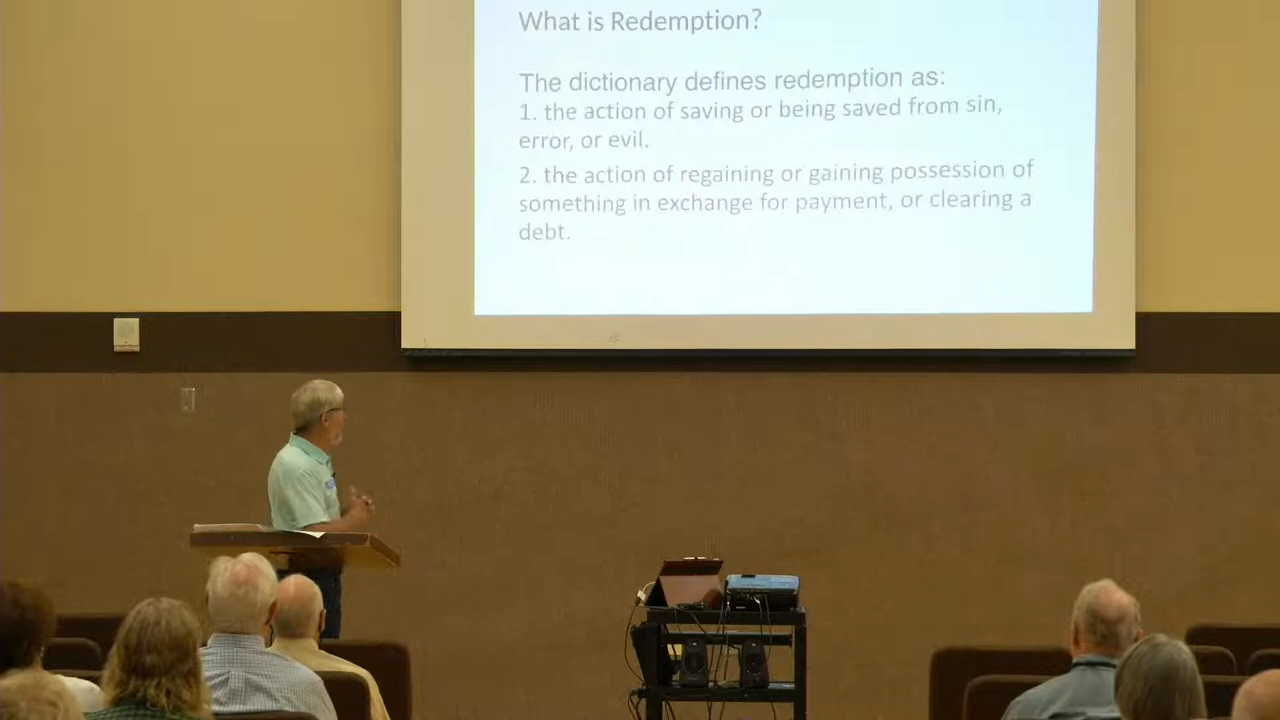 What is Redemption?
The dictionary defines redemption as:
1. the action of saving or being saved from sin,
error, or evil.
2. the action of regaining or gaining possession of
something in exchange for payment, or clearing a
debt.